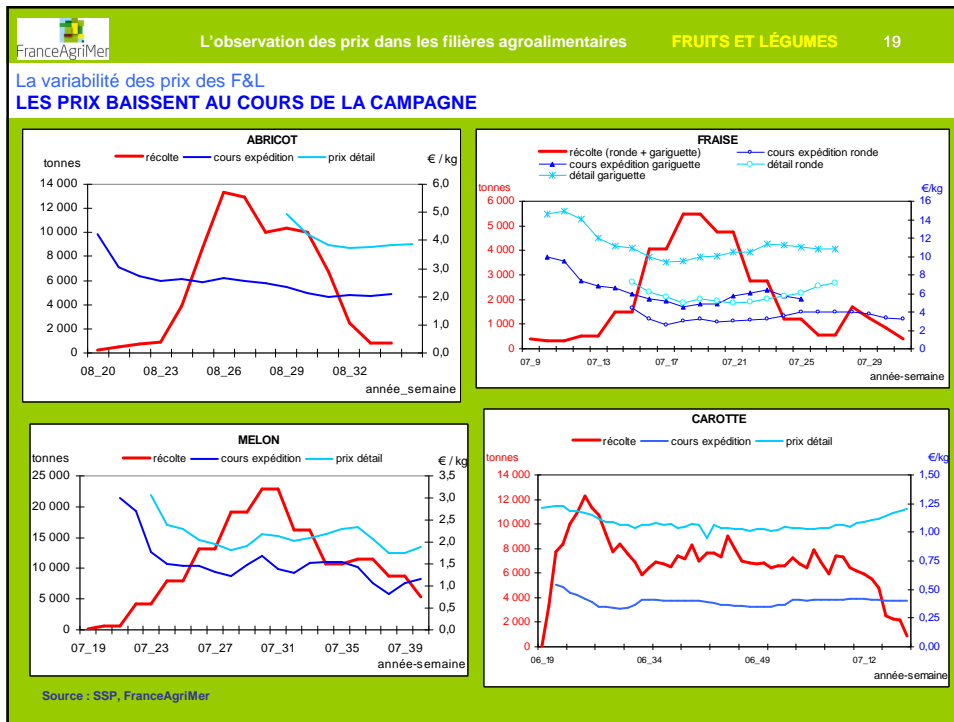 FranceAgriMer
L'observation des prix dans les filières agroalimentaires FRUITS ET LÉGUMES 19
La variabilité des prix des F&L
LES PRIX BAISSENT AU COURS DE LA CAMPAGNE
ABRICOT
récolte cours expédition prix détail
tonnes € / kg
14 000 6,0
12 000 5,0
10 000
8 000 4,0
6 000 3,0
4 000 2,0
2 000 1,0
0 0,0
08_20 08_23 08_26 08_29 08_32
année_semaine
FRAISE
récolte (ronde + gariguette) cours expédition ronde
cours expédition gariguette détail ronde
détail gariguette
tonnes €/kg
6 000 16
5 000 14
4 000 12
3 000 10
2 000 8
1 000 6
0 4
2
0
07_9 07_13 07_17 07_21 07_25 07_29
année-semaine
MELON
récolte cours expédition prix détail
tonnes € / kg
25 000 3,5
20 000 3,0
15 000 2,5
10 000 2,0
5 000 1,5
0 1,0
0,5
0,0
07_19 07_23 07_27 07_31 07_35 07_39
année-semaine
CAROTTE
récolte cours expédition prix détail
tonnes €/kg
14 000 1,50
12 000 1,25
10 000 1,00
8 000 0,75
6 000 0,50
4 000 0,25
2 000 0,00
0
06_19 06_34 06_49 07_12
année-semaine
Source : SSP, FranceAgriMer